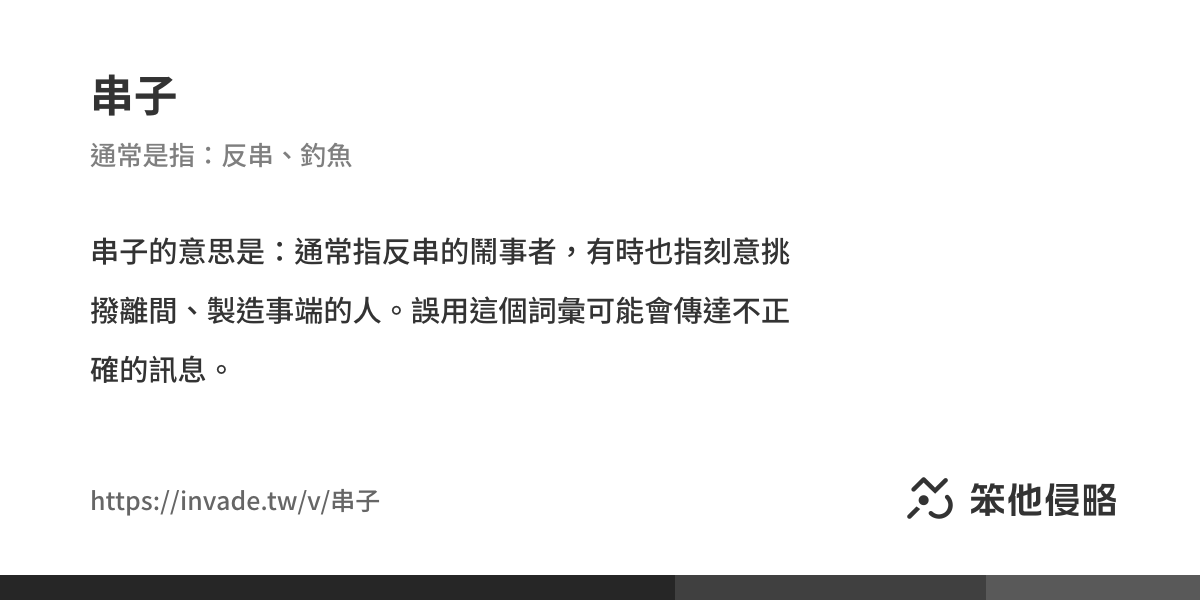 串子
通常是指：反串、釣魚
串子的意思是：通常指反串的鬧事者，有時也指刻意挑
撥離間、製造事端的人。誤用這個詞彙可能會傳達不正
確的訊息。
https://invade.tw/v/串子
笨他侵略